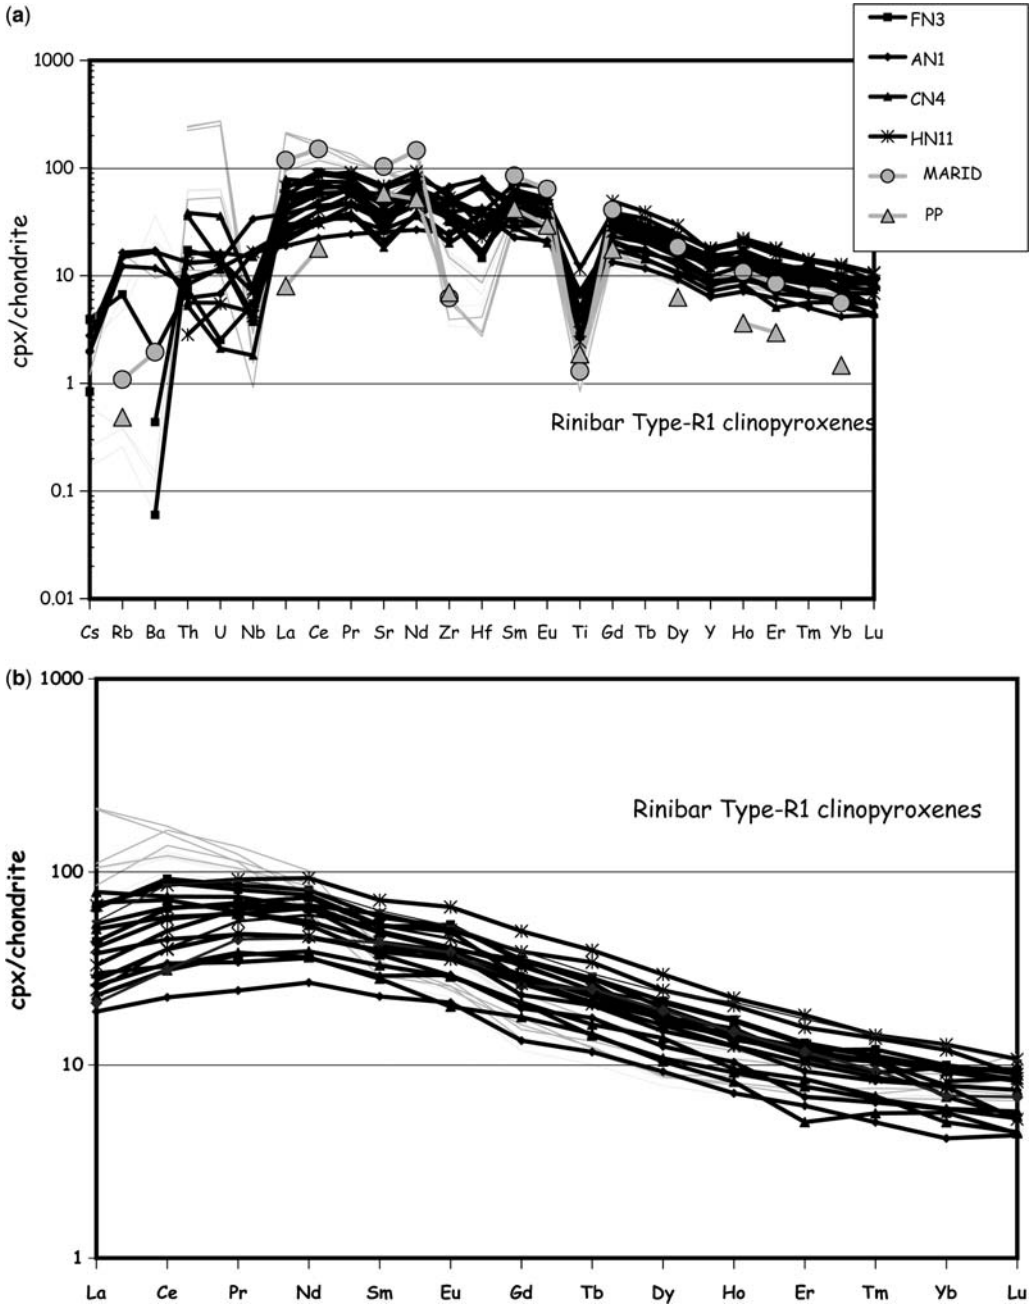 (a)
FN3
AN1
CN4
HN11
MARID
PP
1000
100
10
1
0.1
0.01
cpx/chondrite
Rinibar Type-R1 clinopyroxenes
Cs Rb Ba Th U Nb La Ce Pr Sr Nd Zr Hf Sm Eu Ti Gd Tb Dy Y Ho Er Tm Yb Lu
(b)
1000
100
10
1
cpx/chondrite
Rinibar Type-R1 clinopyroxenes
La Ce Pr Nd Sm Eu Gd Tb Dy Ho Er Tm Yb Lu